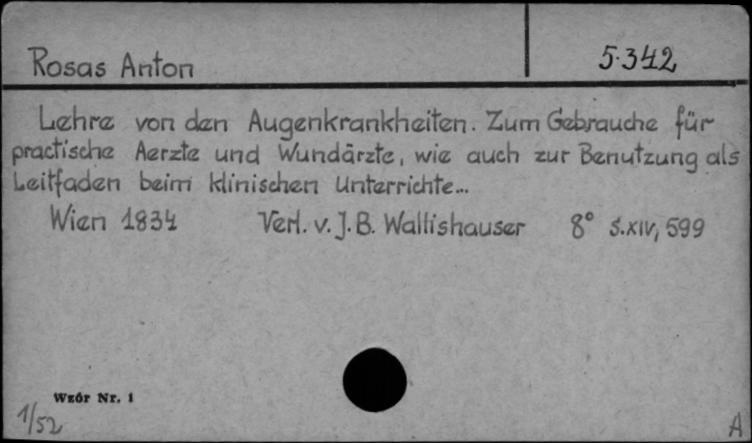 Rosas Anton
5.342
Lehre von den Augenkrankheiten. Zum Gebrauche für
practische Aerzte und Wundärzte, wie auch zur Benutzung als
Leitfaden beim klinischen Unterrichte...
Wien 1834 Verl. v. J. B. Wallishauser 8° S. XIV, 599
Wzór Nr. 1
1/52
A